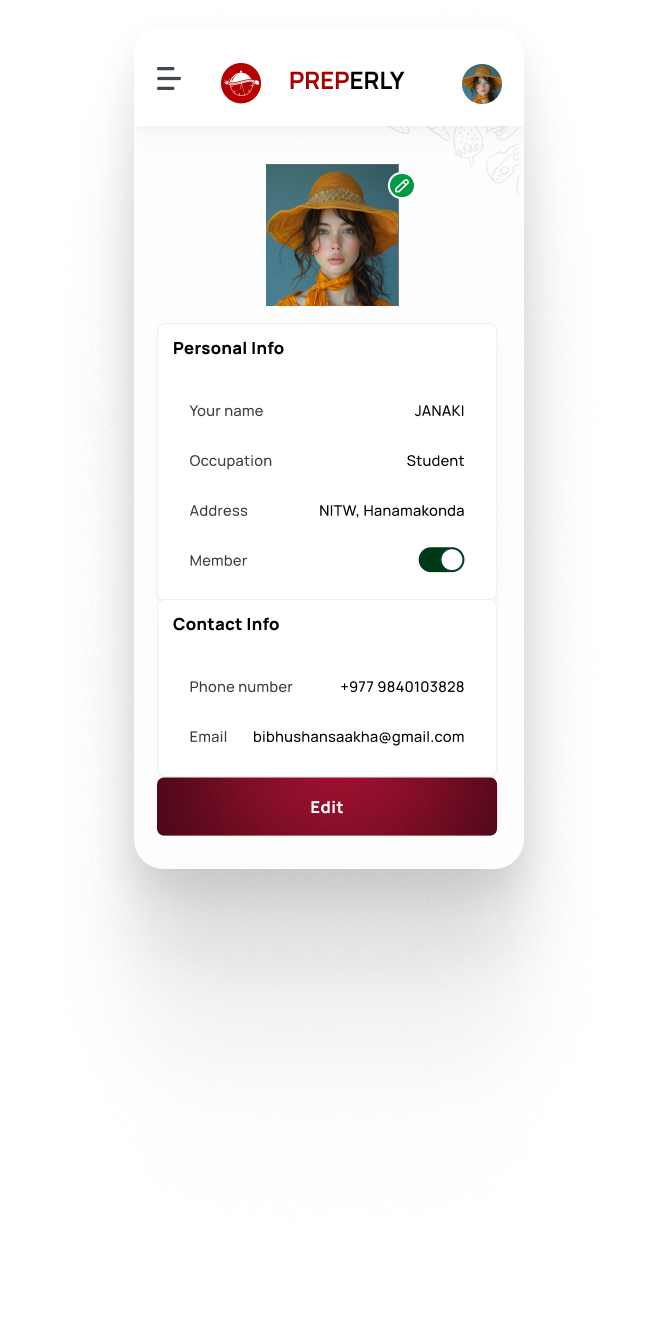 PREPERLY
Personal Info
Your name JANAKI
Occupation Student
Address NITW, Hanamakonda
Member
Contact Info
Phone number +977 9840103828
Email bibhushansaakha@gmail.com
Edit